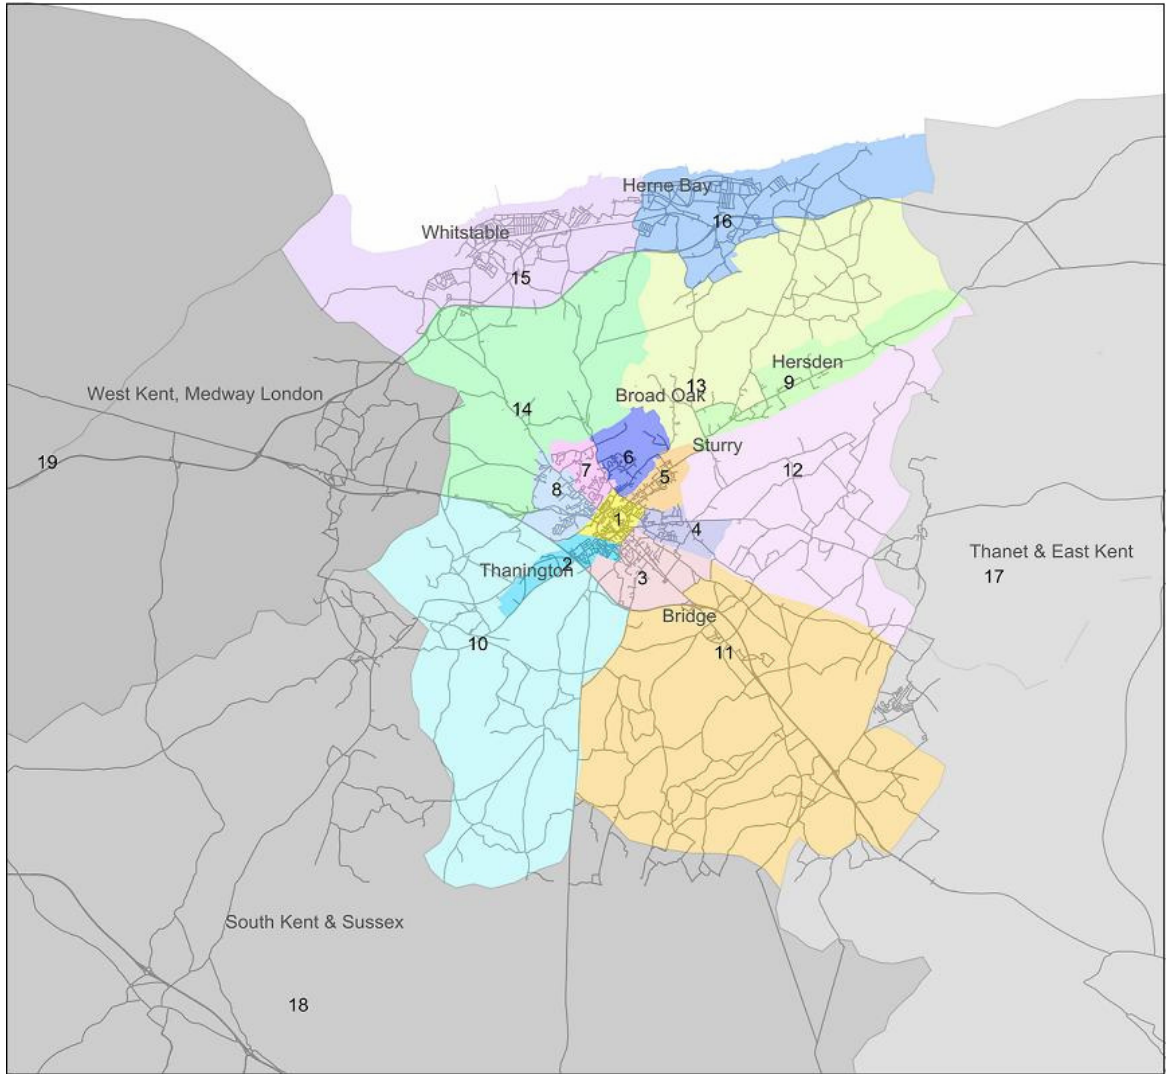 Herne Bay
16
Whitstable
15
Hersden
9
13
Broad Oak
West Kent, Medway London
14
Sturry
6
19
7
5
12
8
1
4
Thanet & East Kent
17
Thanington
2
3
Bridge
10
11
South Kent & Sussex
18